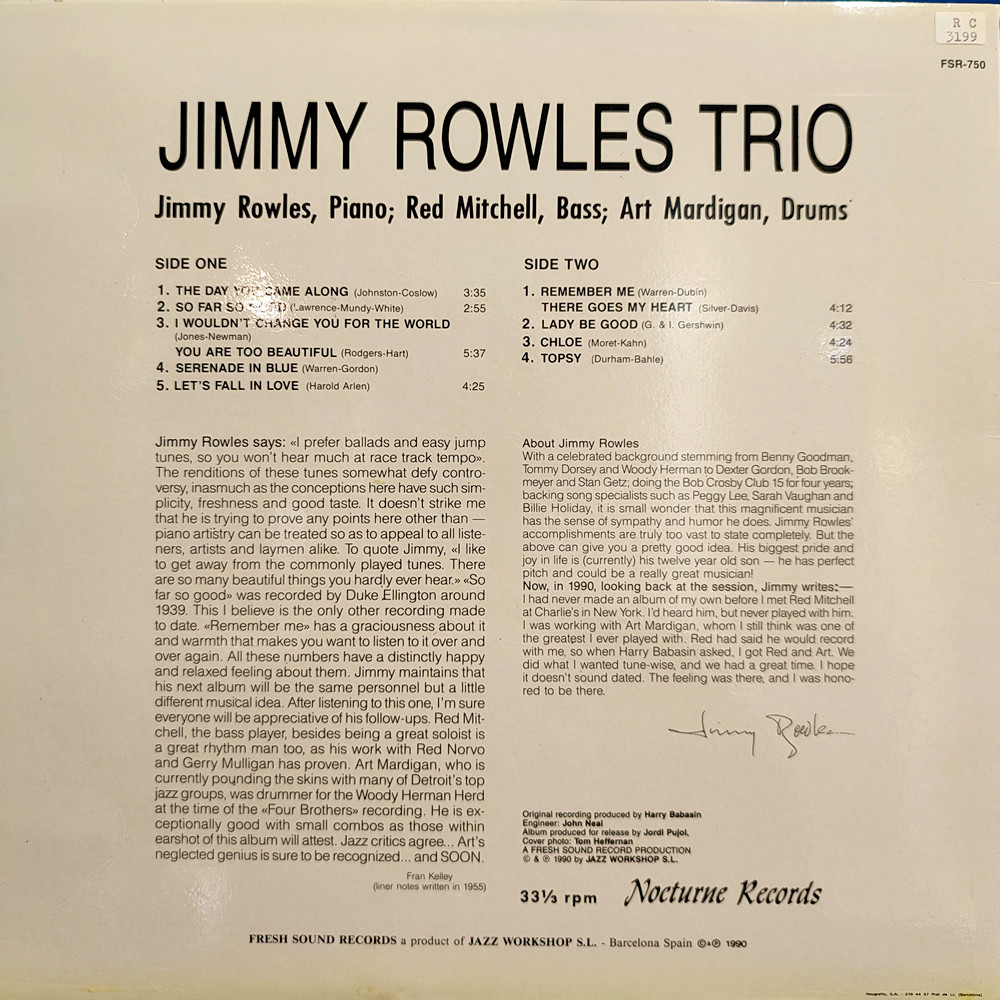 R C
3199
FSR-750
JIMMY ROWLES TRIO
Jimmy Rowles, Piano; Red Mitchell, Bass; Art Mardigan, Drums
SIDE ONE
1. THE DAY YOU CAME ALONG (Johnston-Coslow) 3:35
2. SO FAR SO GOOD (Lawrence-Mundy-White) 2:55
3. I WOULDN'T CHANGE YOU FOR THE WORLD
(Jones-Newman)
YOU ARE TOO BEAUTIFUL (Rodgers-Hart) 5:37
4. SERENADE IN BLUE (Warren-Gordon)
5. LET'S FALL IN LOVE (Harold Arlen) 4:25
SIDE TWO
1. REMEMBER ME (Warren-Dubin)
THERE GOES MY HEART (Silver-Davis) 4:12
2. LADY BE GOOD (G. & I. Gershwin) 4:32
3. CHLOE (Moret-Kahn) 4:24
4. TOPSY (Durham-Bahle) 5:56
Jimmy Rowles says: «I prefer ballads and easy jump
tunes, so you won't hear much at race track tempo».
The renditions of these tunes somewhat defy contro-
versy, inasmuch as the conceptions here have such sim-
plicity, freshness and good taste. It doesn't strike me
that he is trying to prove any points here other than —
piano artistry can be treated so as to appeal to all liste-
ners, artists and laymen alike. To quote Jimmy, «I like
to get away from the commonly played tunes. There
are so many beautiful things you hardly ever hear.» «So
far so good» was recorded by Duke Ellington around
1939. This I believe is the only other recording made
to date. «Remember me» has a graciousness about it
and warmth that makes you want to listen to it over and
over again. All these numbers have a distinctly happy
and relaxed feeling about them. Jimmy maintains that
his next album will be the same personnel but a little
different musical idea. After listening to this one, I'm sure
everyone will be appreciative of his follow-ups. Red Mit-
chell, the bass player, besides being a great soloist is
a great rhythm man too, as his work with Red Norvo
and Gerry Mulligan has proven. Art Mardigan, who is
currently pounding the skins with many of Detroit's top
jazz groups, was drummer for the Woody Herman Herd
at the time of the «Four Brothers» recording. He is ex-
ceptionally good with small combos as those within
earshot of this album will attest. Jazz critics agree... Art's
neglected genius is sure to be recognized... and SOON.
Fran Kelley
(liner notes written in 1955)
About Jimmy Rowles
With a celebrated background stemming from Benny Goodman,
Tommy Dorsey and Woody Herman to Dexter Gordon, Bob Brook-
meyer and Stan Getz; doing the Bob Crosby Club 15 for four years;
backing song specialists such as Peggy Lee, Sarah Vaughan and
Billie Holiday, it is small wonder that this magnificent musician
has the sense of sympathy and humor he does. Jimmy Rowles'
accomplishments are truly too vast to state completely. But the
above can give you a pretty good idea. His biggest pride and
joy in life is (currently) his twelve year old son — he has perfect
pitch and could be a really great musician!
Now, in 1990, looking back at the session, Jimmy writes:—
I had never made an album of my own before I met Red Mitchell
at Charlie's in New York. I'd heard him, but never played with him.
I was working with Art Mardigan, whom I still think was one of
the greatest I ever played with. Red had said he would record
with me, so when Harry Babasin asked, I got Red and Art. We
did what I wanted tune-wise, and we had a great time. I hope
it doesn't sound dated. The feeling was there, and I was hono-
red to be there.
Jimmy Rowles
Original recording produced by Harry Babasin
Engineer: John Neal
Album produced for release by Jordi Pujol,
Cover photo: Tom Heffernan
A FRESH SOUND RECORD PRODUCTION
© & ℗ 1990 by JAZZ WORKSHOP S.L.
33⅓ rpm Nocturne Records
FRESH SOUND RECORDS a product of JAZZ WORKSHOP S.L. - Barcelona Spain ©&℗ 1990